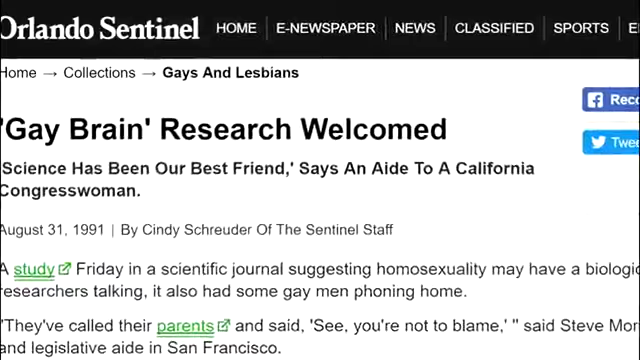 Orlando Sentinel HOME E-NEWSPAPER NEWS CLASSIFIED SPORTS
Home → Collections → Gays And Lesbians
Reco
'Gay Brain' Research Welcomed
Twee
'Science Has Been Our Best Friend,' Says An Aide To A California
Congresswoman.
August 31, 1991 | By Cindy Schreuder Of The Sentinel Staff
A study Friday in a scientific journal suggesting homosexuality may have a biologic
researchers talking, it also had some gay men phoning home.
"They've called their parents and said, 'See, you're not to blame,' " said Steve Mor
and legislative aide in San Francisco.